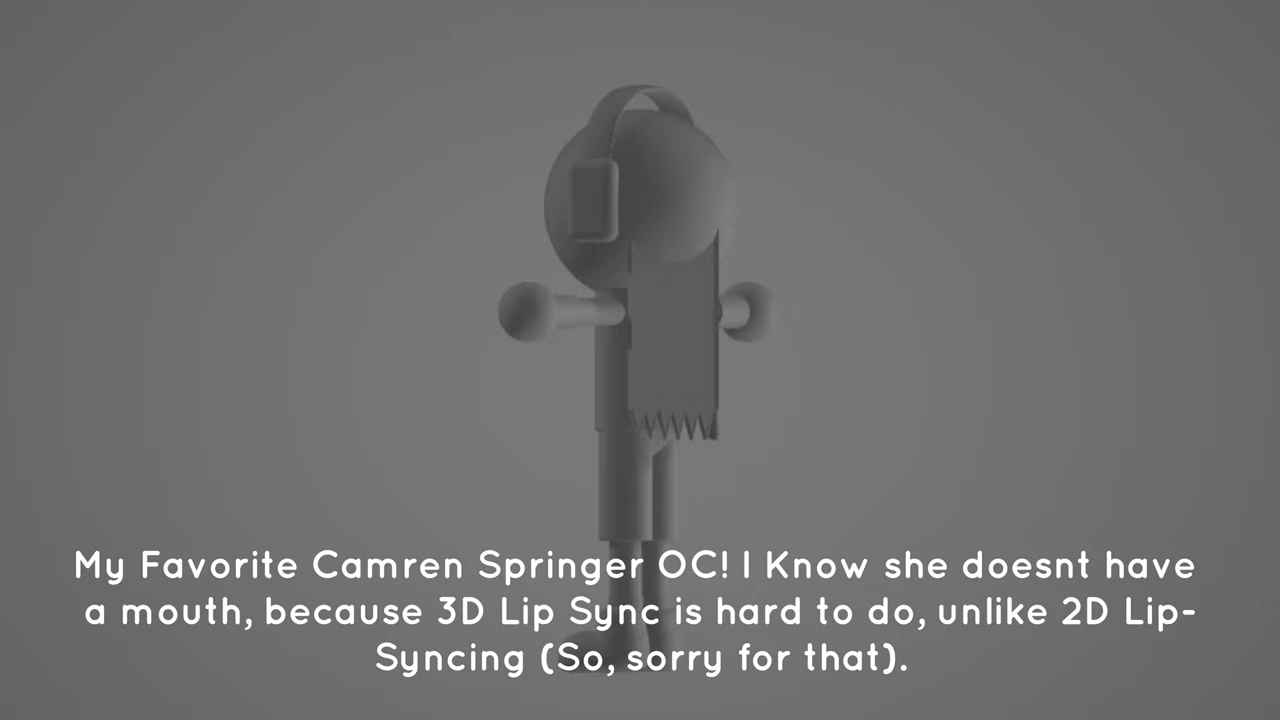 My Favorite Camren Springer OC! I Know she doesnt have
a mouth, because 3D Lip Sync is hard to do, unlike 2D Lip-
Syncing (So, sorry for that).